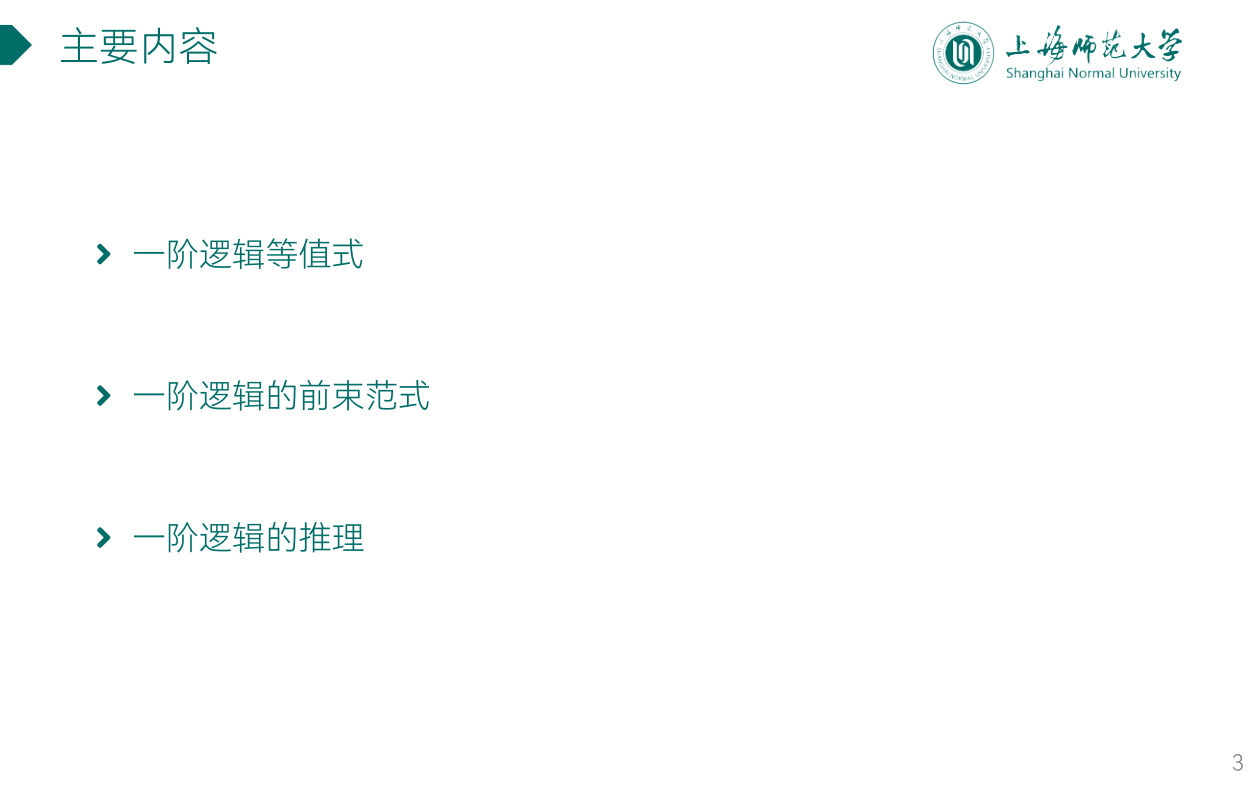 主要内容
上海师范大学
Shanghai Normal University
一阶逻辑等值式
一阶逻辑的前束范式
一阶逻辑的推理
3